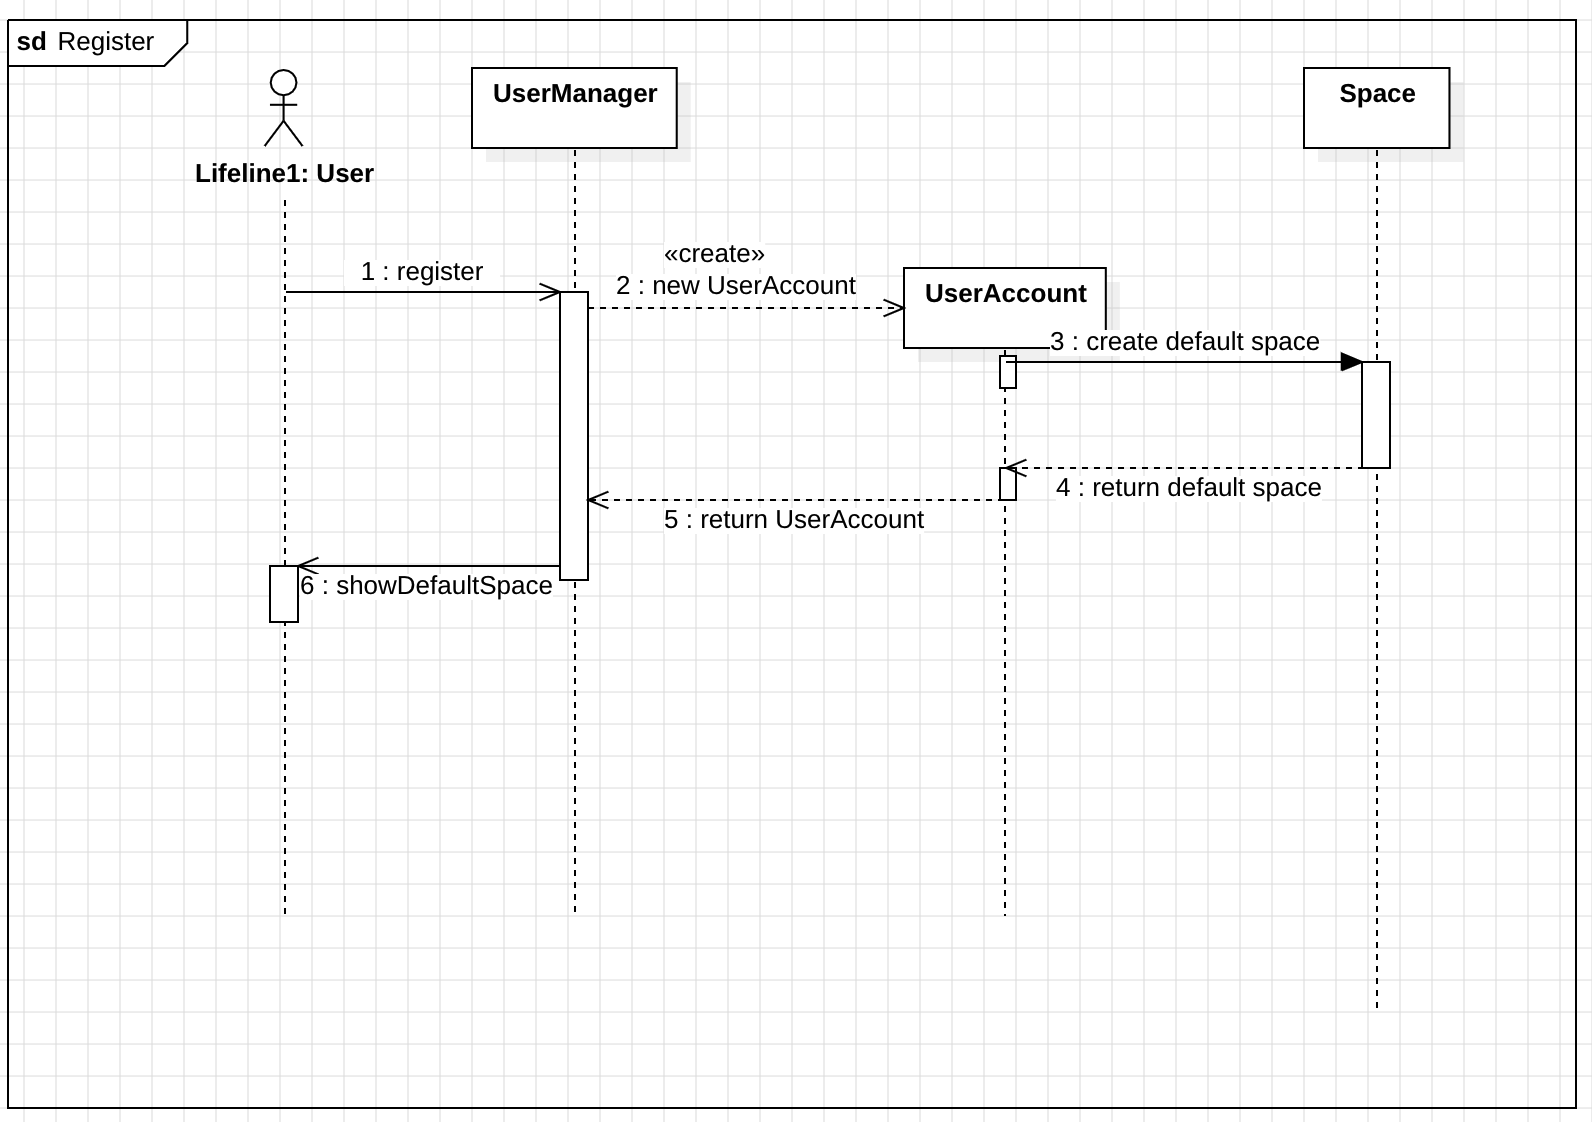 sd Register
UserManager
Space
Lifeline1: User
«create»
1 : register
2 : new UserAccount
UserAccount
3 : create default space
4 : return default space
5 : return UserAccount
6 : showDefaultSpace